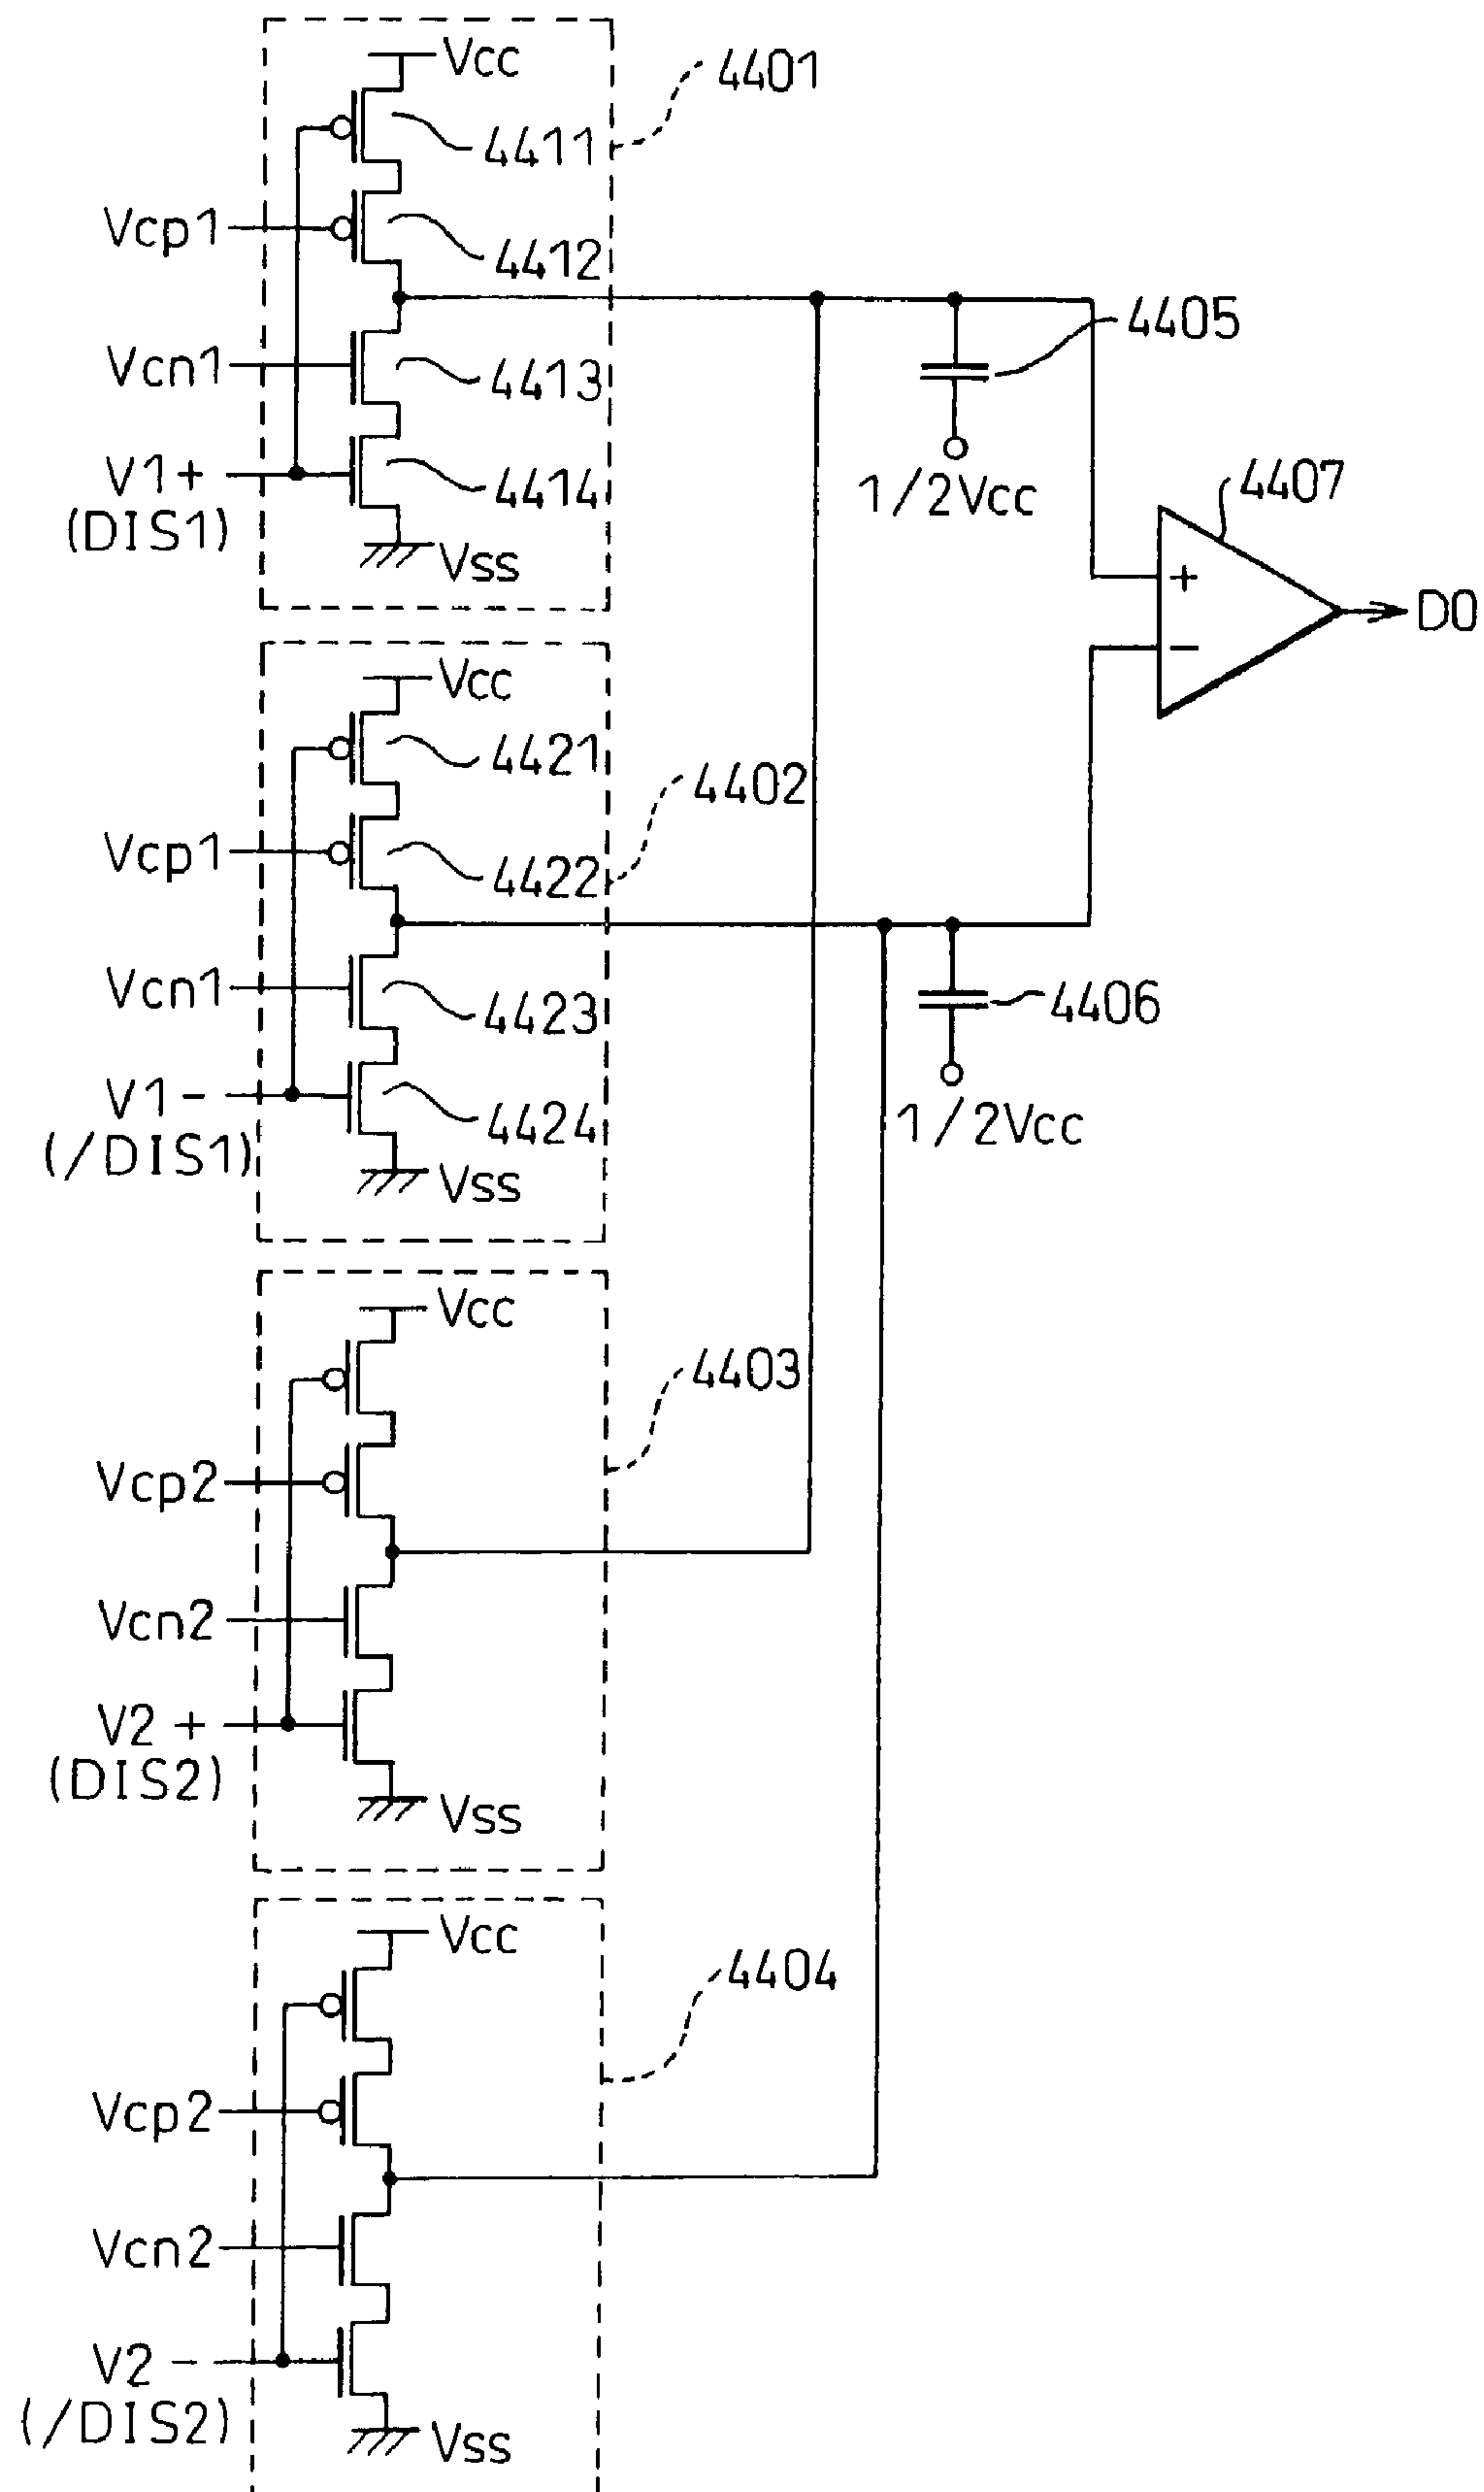 Vcc
4401
4411
Vcp1
4412
4405
Vcn1
4413
V1+
4414
1/2Vcc
4407
(DIS1)
Vss
+
D0
−
Vcc
4421
4402
Vcp1
4422
Vcn1
4423
4406
V1-
4424
1/2Vcc
(/DIS1)
Vss
Vcc
4403
Vcp2
Vcn2
V2 +
(DIS2)
Vss
Vcc
4404
Vcp2
Vcn2
V2 −
(/DIS2)
Vss